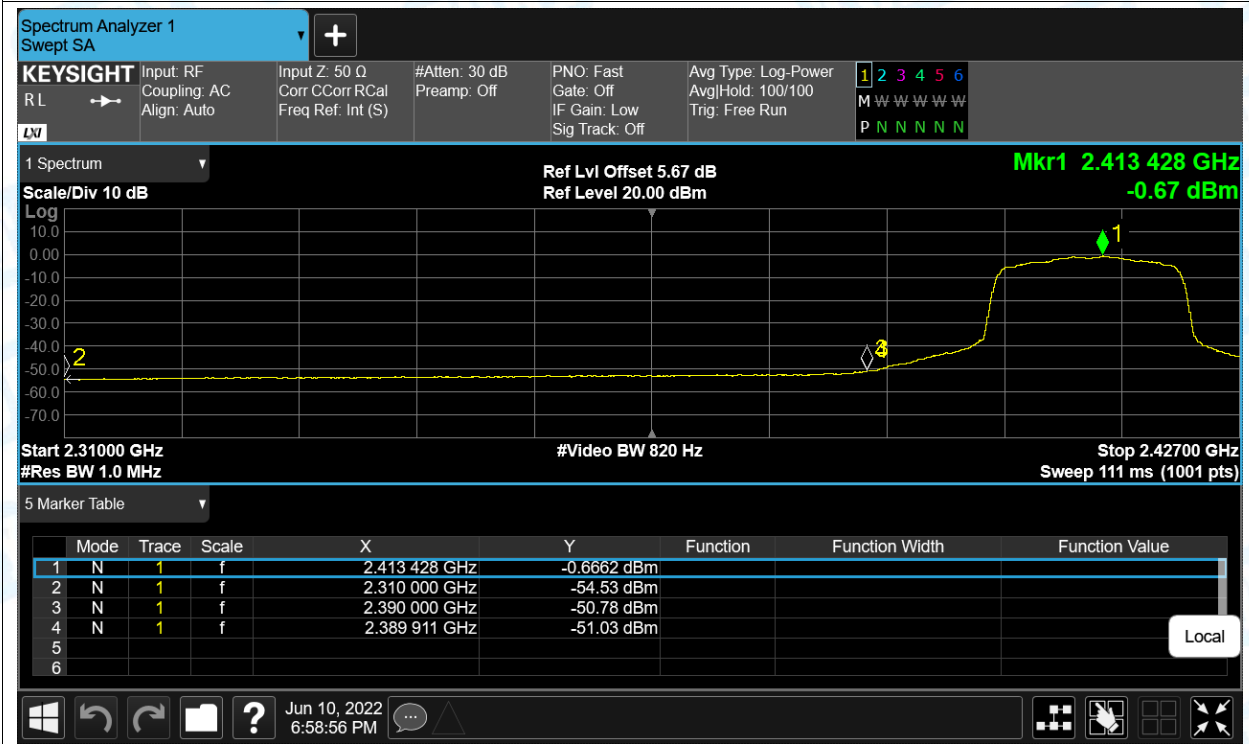 Spectrum Analyzer 1
Swept SA
KEYSIGHT
R L
LXI
Input: RF
Coupling: AC
Align: Auto
Input Z: 50 Ω
Corr CCorr RCal
Freq Ref: Int (S)
#Atten: 30 dB
Preamp: Off
PNO: Fast
Gate: Off
IF Gain: Low
Sig Track: Off
Avg Type: Log-Power
Avg|Hold: 100/100
Trig: Free Run
1 2 3 4 5 6
M W W W W W W
P N N N N N
1 Spectrum
Scale/Div 10 dB
Ref Lvl Offset 5.67 dB
Ref Level 20.00 dBm
Mkr1 2.413 428 GHz
-0.67 dBm
Log
10.0
0.00
-10.0
-20.0
-30.0
-40.0
-50.0
-60.0
-70.0
1
2
Start 2.31000 GHz
#Res BW 1.0 MHz
#Video BW 820 Hz
Stop 2.42700 GHz
Sweep 111 ms (1001 pts)
5 Marker Table
Mode Trace Scale X Y Function Function Width Function Value
1 N 1 f 2.413 428 GHz -0.6662 dBm
2 N 1 f 2.310 000 GHz -54.53 dBm
3 N 1 f 2.390 000 GHz -50.78 dBm
4 N 1 f 2.389 911 GHz -51.03 dBm
5
6
Local
?
Jun 10, 2022
6:58:56 PM